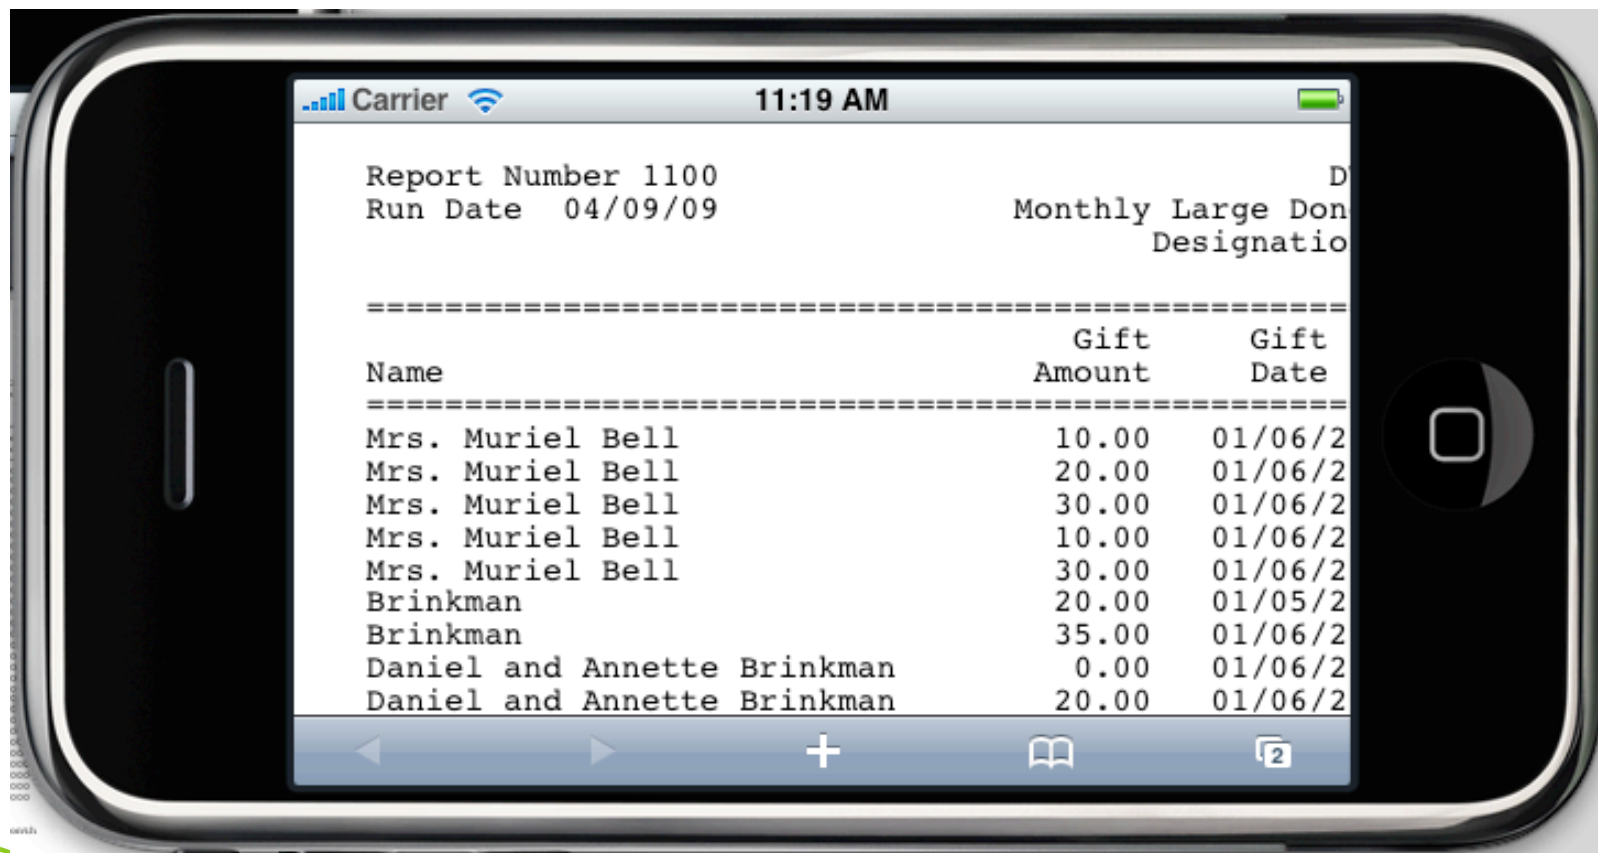 Carrier 11:19 AM
Report Number 1100 D
Run Date 04/09/09 Monthly Large Don
Designatio
==================================================
Gift Gift
Name Amount Date
==================================================
Mrs. Muriel Bell 10.00 01/06/2
Mrs. Muriel Bell 20.00 01/06/2
Mrs. Muriel Bell 30.00 01/06/2
Mrs. Muriel Bell 10.00 01/06/2
Mrs. Muriel Bell 30.00 01/06/2
Brinkman 20.00 01/05/2
Brinkman 35.00 01/06/2
Daniel and Annette Brinkman 0.00 01/06/2
Daniel and Annette Brinkman 20.00 01/06/2
2